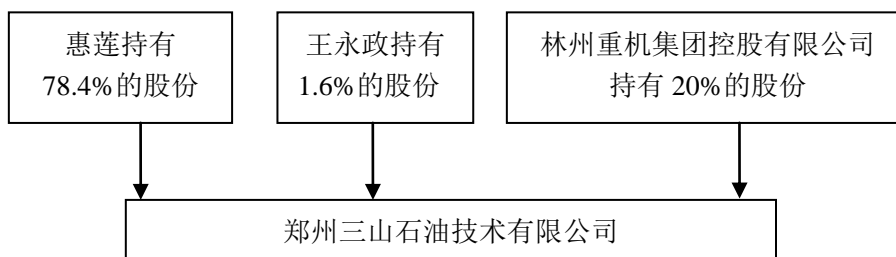 惠莲持有
78.4%的股份
王永政持有
1.6%的股份
林州重机集团控股有限公司
持有 20%的股份
郑州三山石油技术有限公司